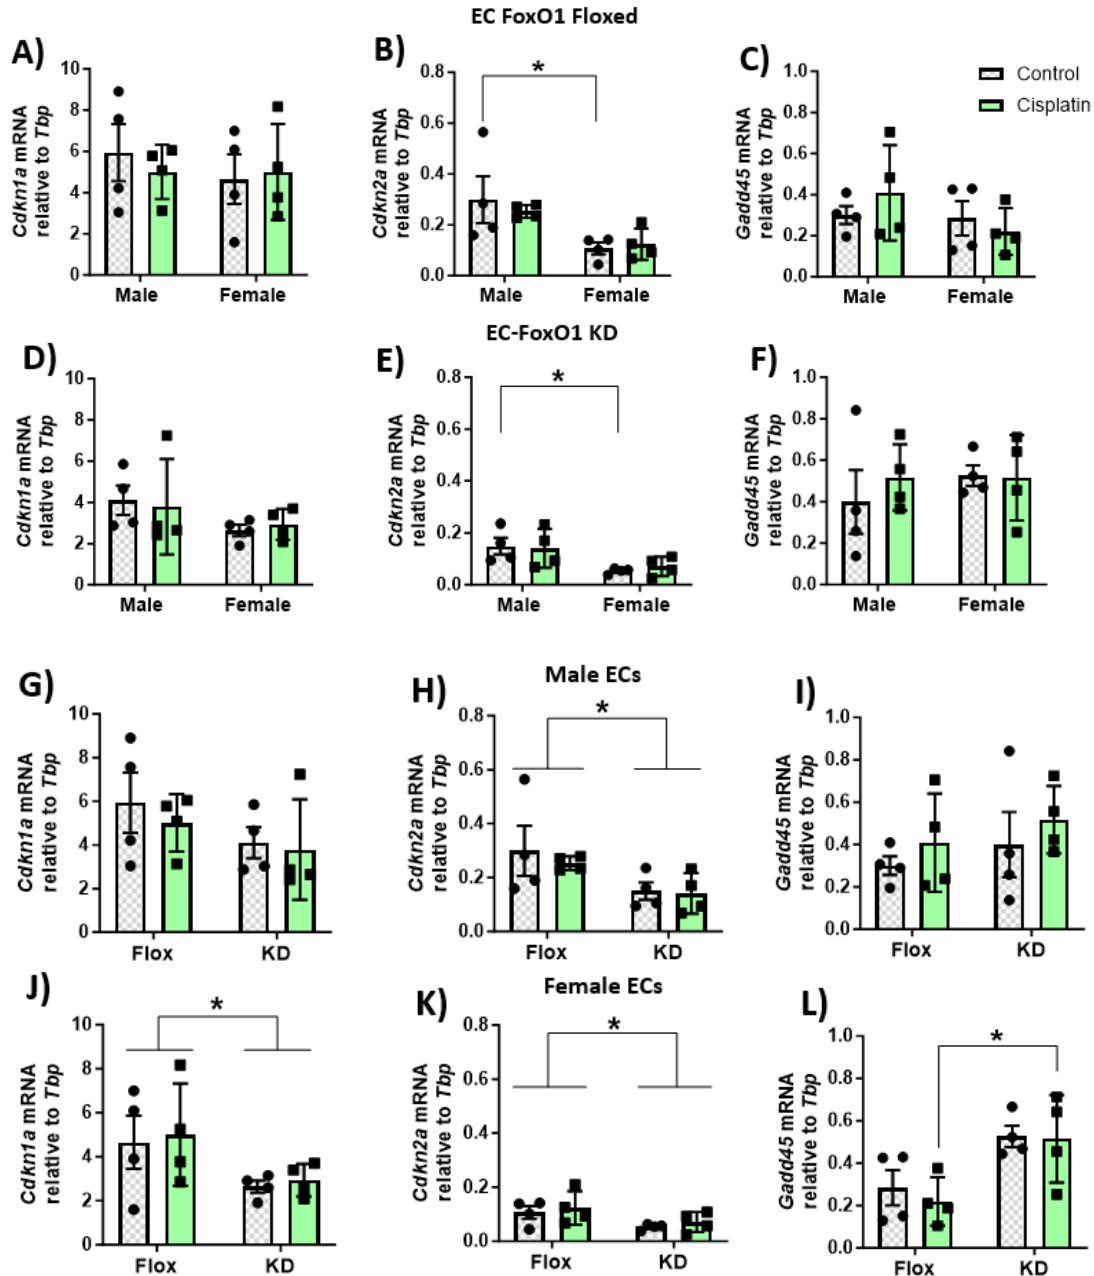 EC FoxO1 Floxed
A)
Cdkn1a mRNA
relative to Tbp
10
8
6
4
2
0
Male Female
B)
Cdkn2a mRNA
relative to Tbp
0.8
0.6
0.4
0.2
0.0
*
Male Female
C)
Gadd45 mRNA
relative to Tbp
1.0
0.8
0.6
0.4
0.2
0.0
Male Female
Control
Cisplatin
EC-FoxO1 KD
D)
Cdkn1a mRNA
relative to Tbp
10
8
6
4
2
0
Male Female
E)
Cdkn2a mRNA
relative to Tbp
0.8
0.6
0.4
0.2
0.0
*
Male Female
F)
Gadd45 mRNA
relative to Tbp
1.0
0.8
0.6
0.4
0.2
0.0
Male Female
Male ECs
G)
Cdkn1a mRNA
relative to Tbp
10
8
6
4
2
0
Flox KD
H)
Cdkn2a mRNA
relative to Tbp
0.8
0.6
0.4
0.2
0.0
*
Flox KD
I)
Gadd45 mRNA
relative to Tbp
1.0
0.8
0.6
0.4
0.2
0.0
Flox KD
Female ECs
J)
Cdkn1a mRNA
relative to Tbp
10
8
6
4
2
0
*
Flox KD
K)
Cdkn2a mRNA
relative to Tbp
0.8
0.6
0.4
0.2
0.0
*
Flox KD
L)
Gadd45 mRNA
relative to Tbp
1.0
0.8
0.6
0.4
0.2
0.0
*
Flox KD